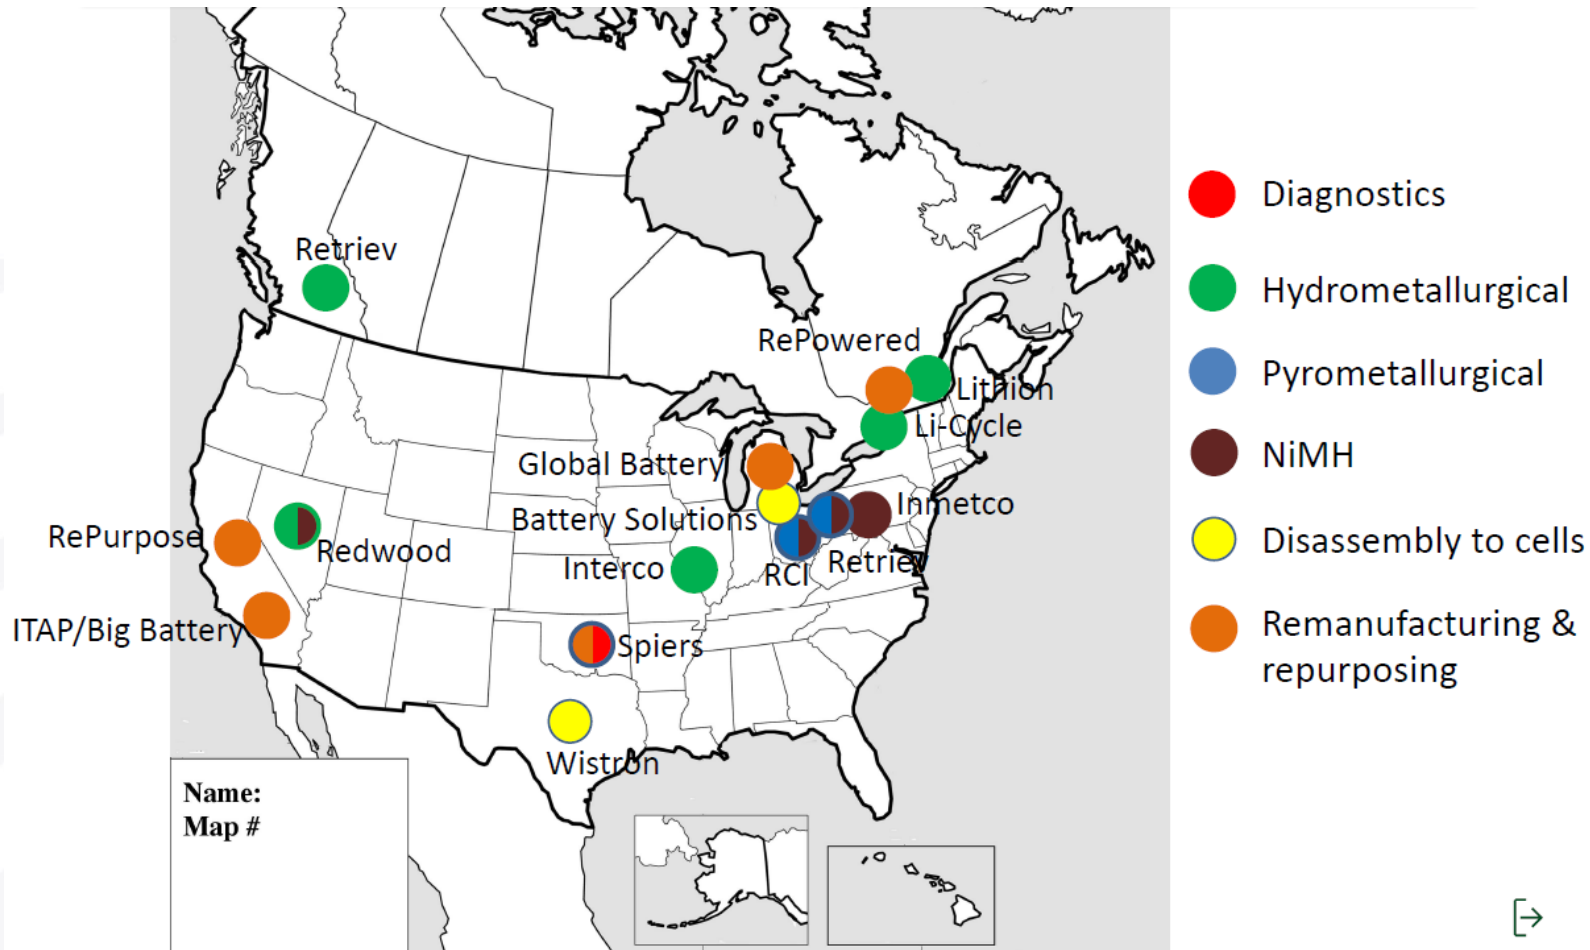 Retriev
RePowered
Lithion
Li-Cycle
Global Battery
Inmetco
Battery Solutions
RePurpose
Redwood
Interco
RCI
Retriev
ITAP/Big Battery
Spiers
Wistron
Name:
Map #
Diagnostics
Hydrometallurgical
Pyrometallurgical
NiMH
Disassembly to cells
Remanufacturing &
repurposing